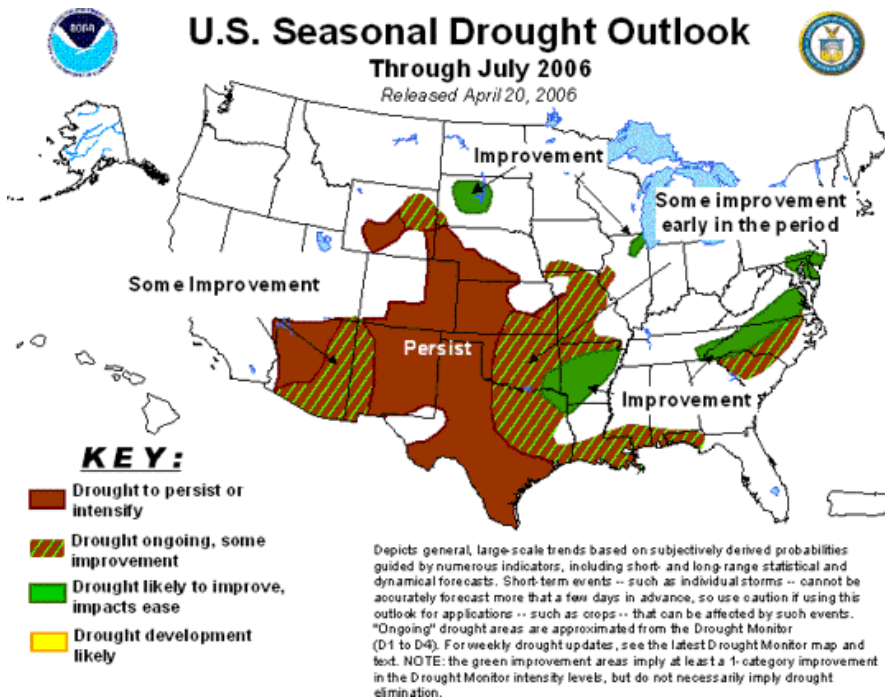 NOAA
U.S. Seasonal Drought Outlook
Through July 2006
Released April 20, 2006
Improvement
Some improvement
early in the period
Some Improvement
Persist
Improvement
KEY:
Drought to persist or
intensify
Drought ongoing, some
improvement
Drought likely to improve,
impacts ease
Drought development
likely
Depicts general, large-scale trends based on subjectively derived probabilities
guided by numerous indicators, including short- and long-range statistical and
dynamical forecasts. Short-term events -- such as individual storms -- cannot be
accurately forecast more that a few days in advance, so use caution if using this
outlook for applications -- such as crops -- that can be affected by such events.
"Ongoing" drought areas are approximated from the Drought Monitor
(D1 to D4). For weekly drought updates, see the latest Drought Monitor map and
text. NOTE: the green improvement areas imply at least a 1-category improvement
in the Drought Monitor intensity levels, but do not necessarily imply drought
elimination.